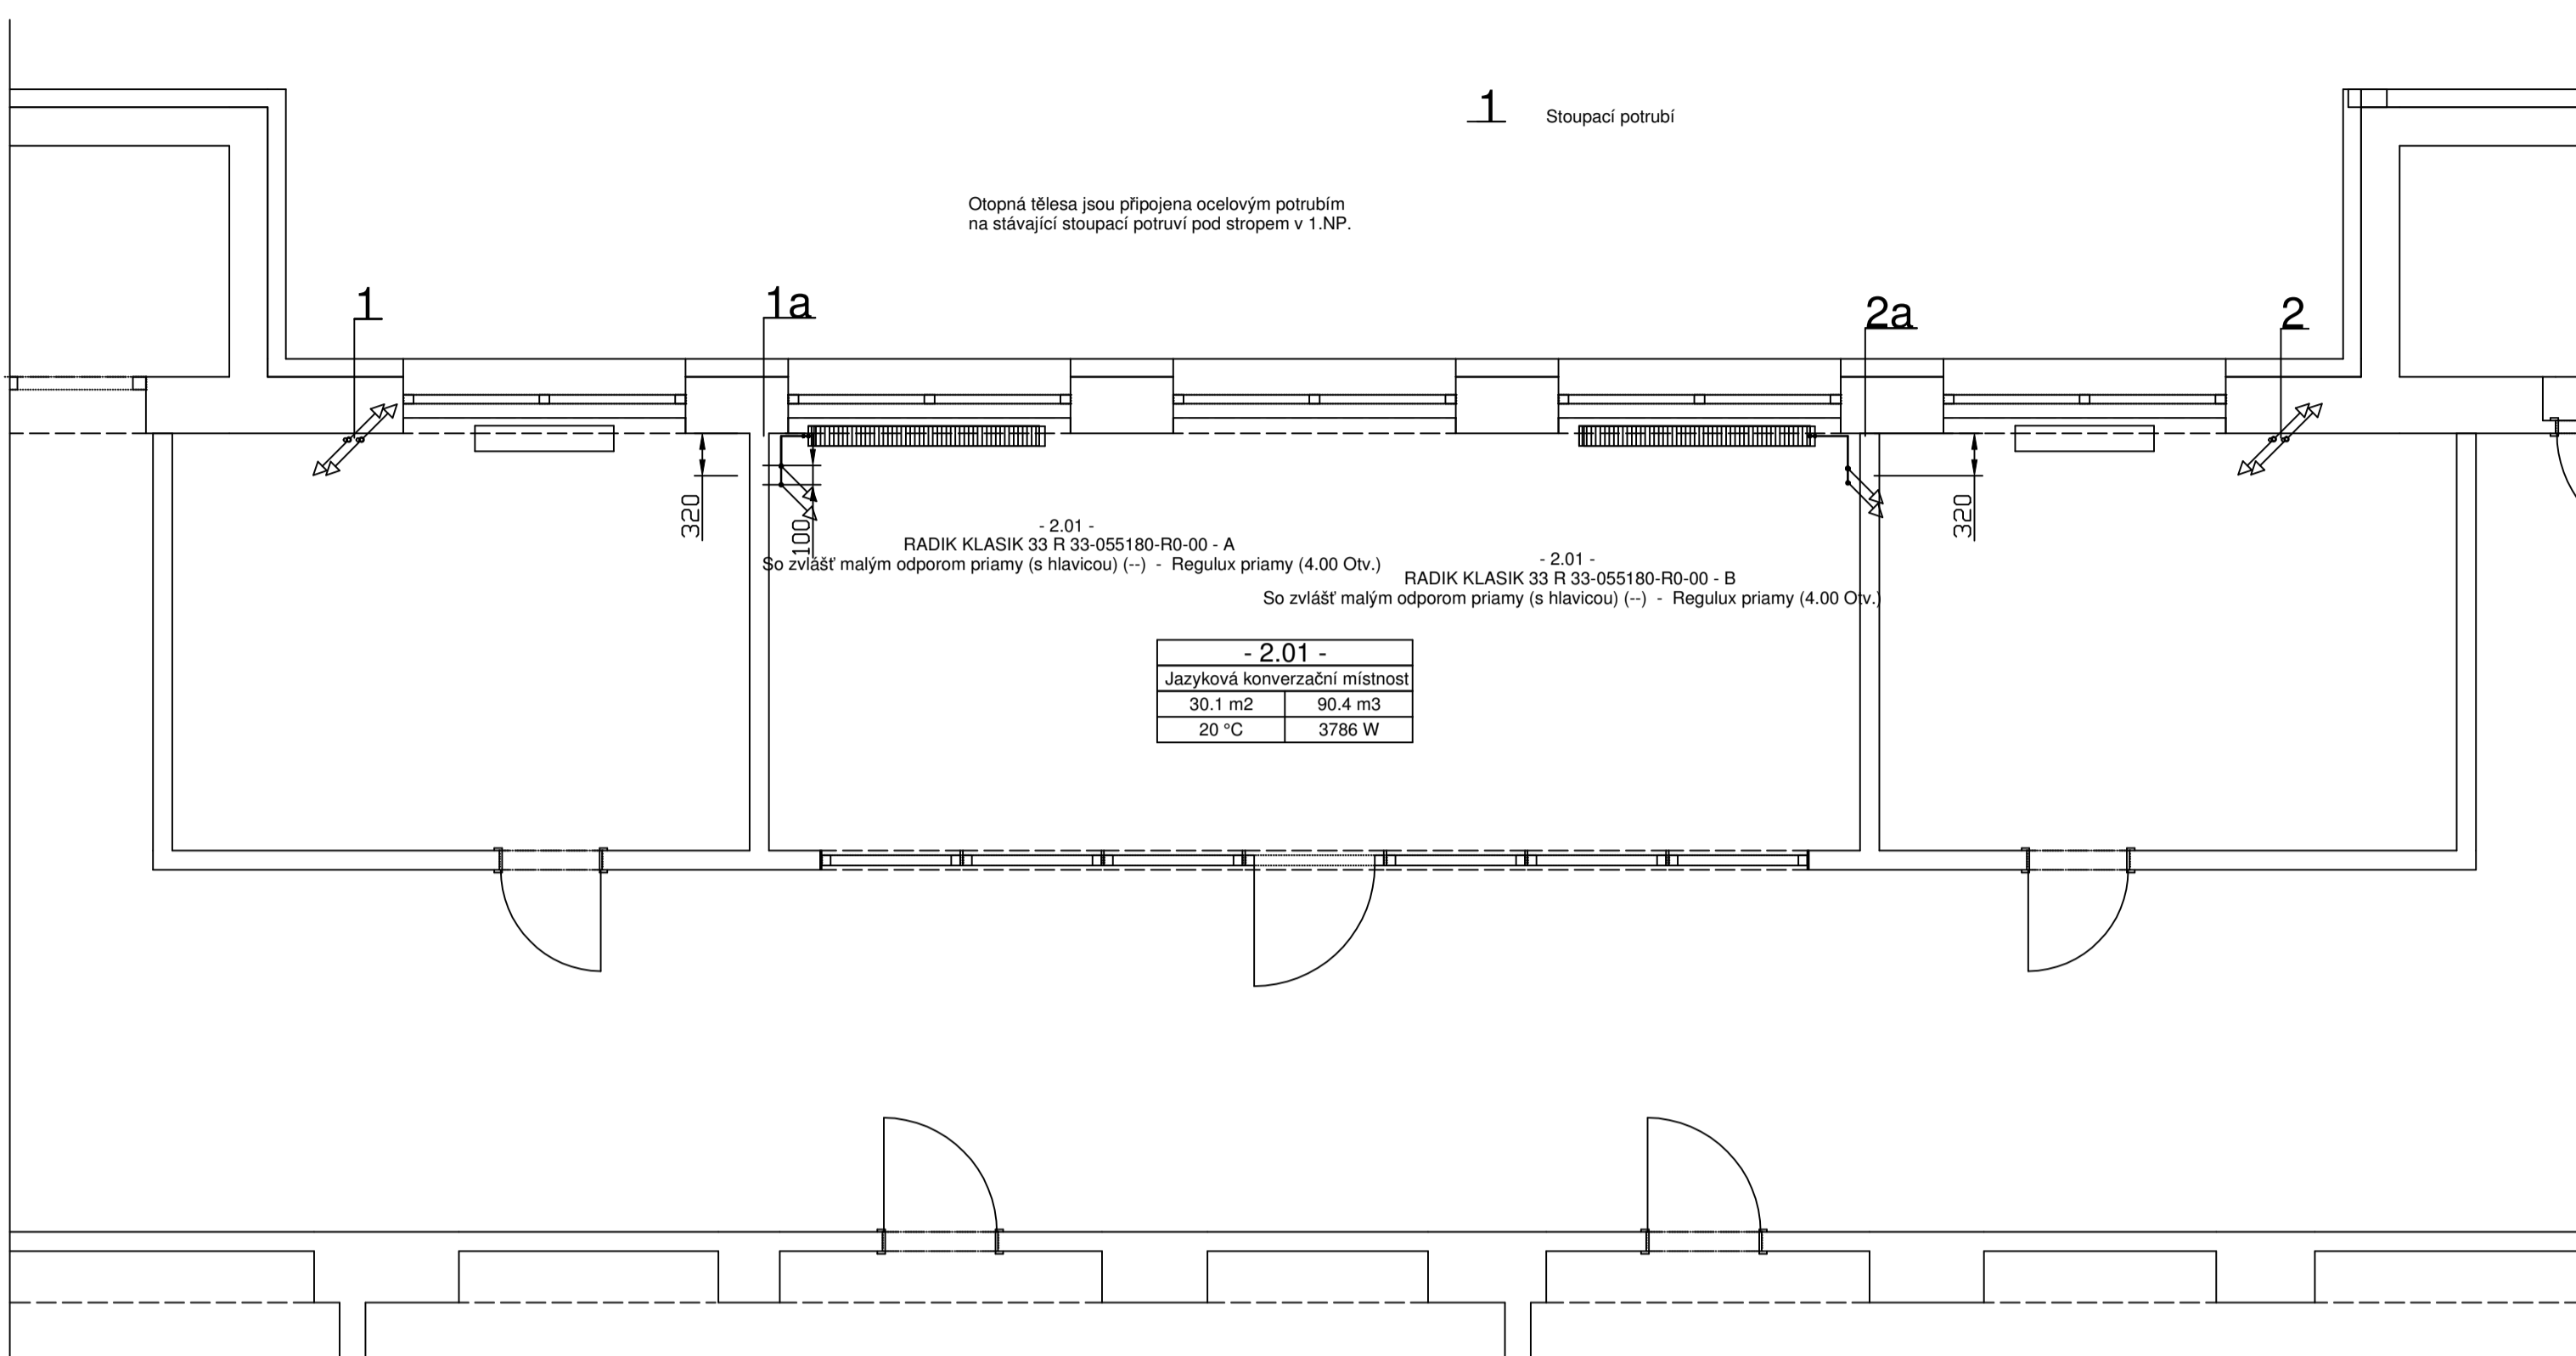 1 Stoupací potrubí
Otopná tělesa jsou připojena ocelovým potrubím
na stávající stoupací potruví pod stropem v 1.NP.
1
1a
2a
2
320
100
320
- 2.01 -
RADIK KLASIK 33 R 33-055180-R0-00 - A
So zvlášť malým odporom priamy (s hlavicou) (--) - Regulux priamy (4.00 Otv.)
- 2.01 -
RADIK KLASIK 33 R 33-055180-R0-00 - B
So zvlášť malým odporom priamy (s hlavicou) (--) - Regulux priamy (4.00 Otv.)
- 2.01 -
Jazyková konverzační místnost
30.1 m2 90.4 m3
20 °C 3786 W